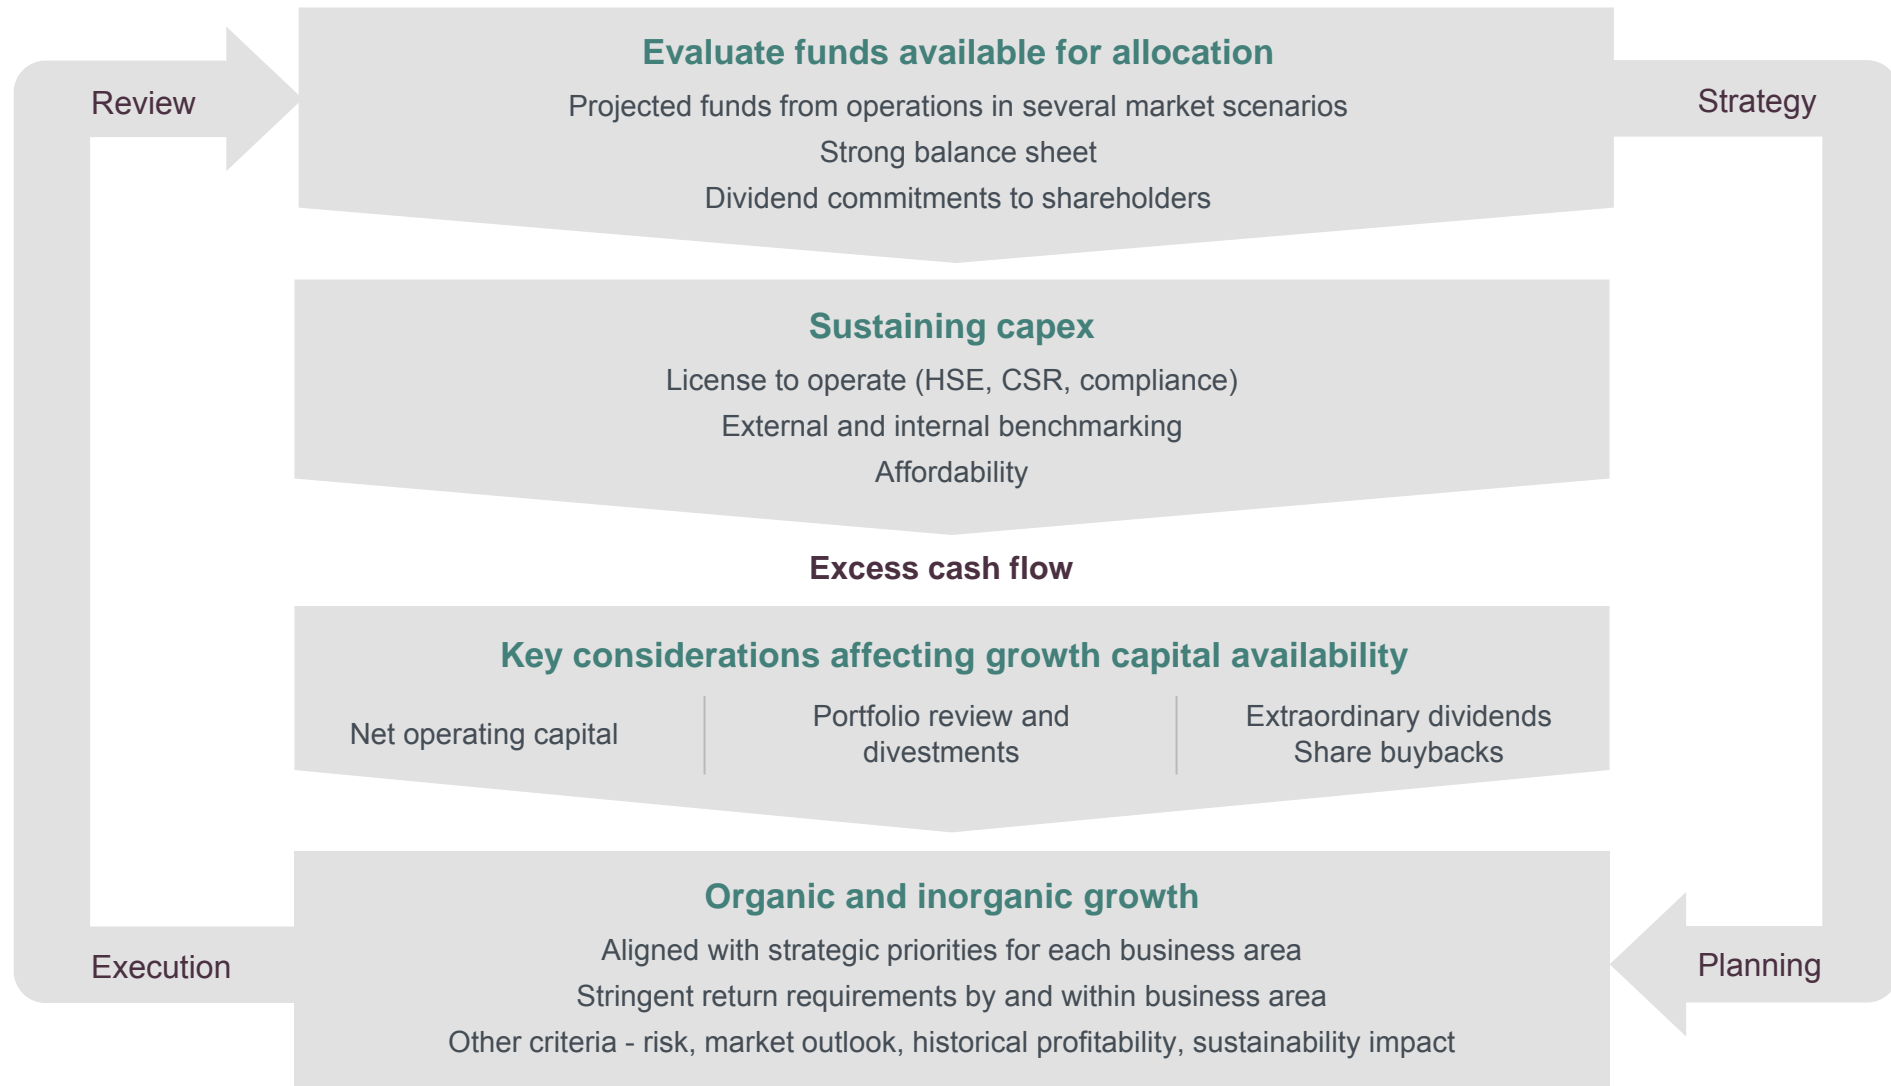 Evaluate funds available for allocation
Review
Projected funds from operations in several market scenarios
Strategy
Strong balance sheet
Dividend commitments to shareholders
Sustaining capex
License to operate (HSE, CSR, compliance)
External and internal benchmarking
Affordability
Excess cash flow
Key considerations affecting growth capital availability
Net operating capital
Portfolio review and
divestments
Extraordinary dividends
Share buybacks
Organic and inorganic growth
Aligned with strategic priorities for each business area
Execution
Planning
Stringent return requirements by and within business area
Other criteria - risk, market outlook, historical profitability, sustainability impact